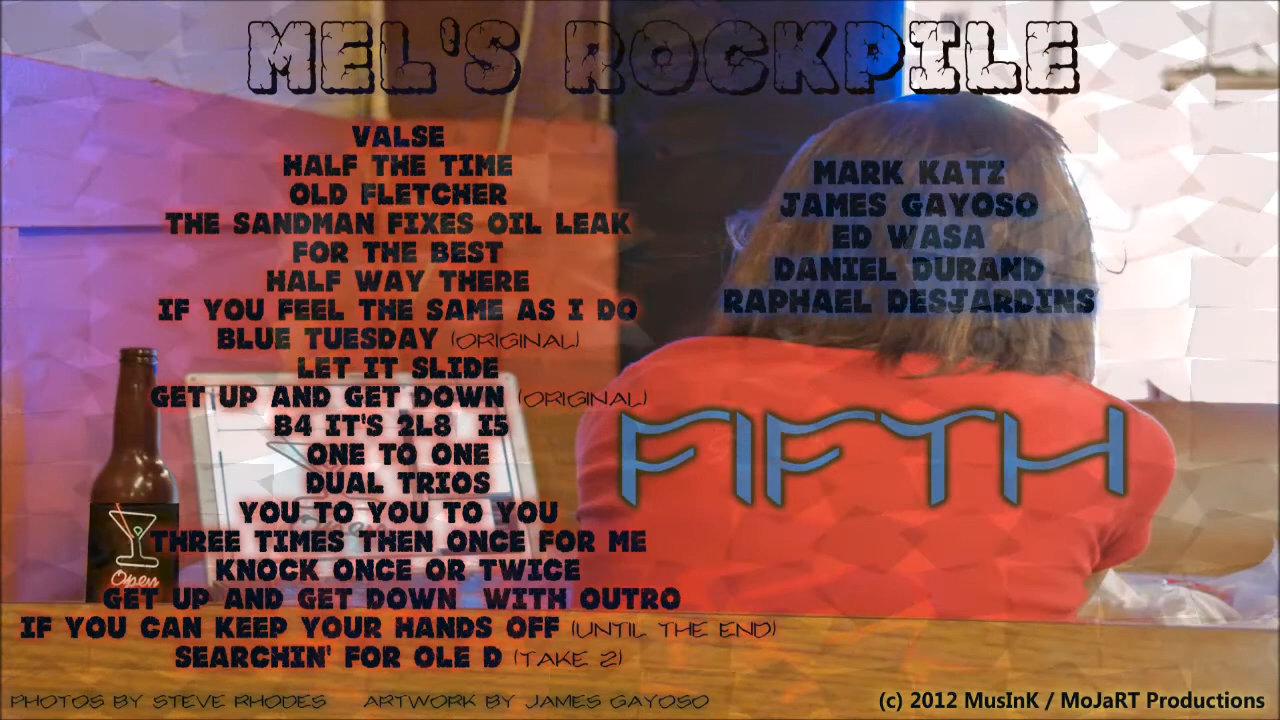 MEL'S ROCKPILE
VALSE
HALF THE TIME
OLD FLETCHER
THE SANDMAN FIXES OIL LEAK
FOR THE BEST
HALF WAY THERE
IF YOU FEEL THE SAME AS I DO
BLUE TUESDAY (ORIGINAL)
LET IT SLIDE
GET UP AND GET DOWN (ORIGINAL)
B4 IT'S 2L8 I5
ONE TO ONE
DUAL TRIOS
YOU TO YOU TO YOU
THREE TIMES THEN ONCE FOR ME
KNOCK ONCE OR TWICE
GET UP AND GET DOWN WITH OUTRO
IF YOU CAN KEEP YOUR HANDS OFF (UNTIL THE END)
SEARCHIN' FOR OLE D (TAKE 2)
MARK KATZ
JAMES GAYOSO
ED WASA
DANIEL DURAND
RAPHAEL DESJARDINS
FIFTH
Open
PHOTOS BY STEVE RHODES ARTWORK BY JAMES GAYOSO
(c) 2012 MusInK / MoJaRT Productions